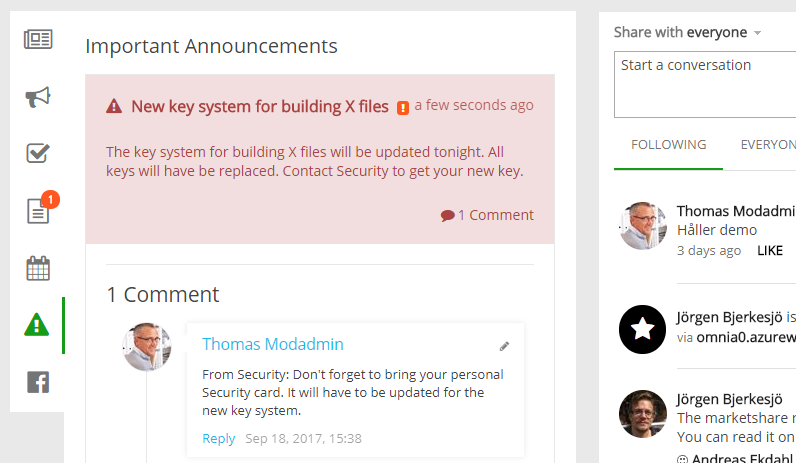 Important Announcements
New key system for building X files
a few seconds ago
The key system for building X files will be updated tonight. All
keys will have be replaced. Contact Security to get your new key.
1 Comment
1 Comment
Thomas Modadmin
From Security: Don't forget to bring your personal
Security card. It will have to be updated for the
new key system.
Reply Sep 18, 2017, 15:38
1
Share with everyone
Start a conversation
FOLLOWING
EVERYON
Thomas Modadmin
Håller demo
3 days ago LIKE
Jörgen Bjerkesjö is
via omnia0.azurew
Jörgen Bjerkesjö
The marketshare r
You can read it on
Andreas Ekdahl